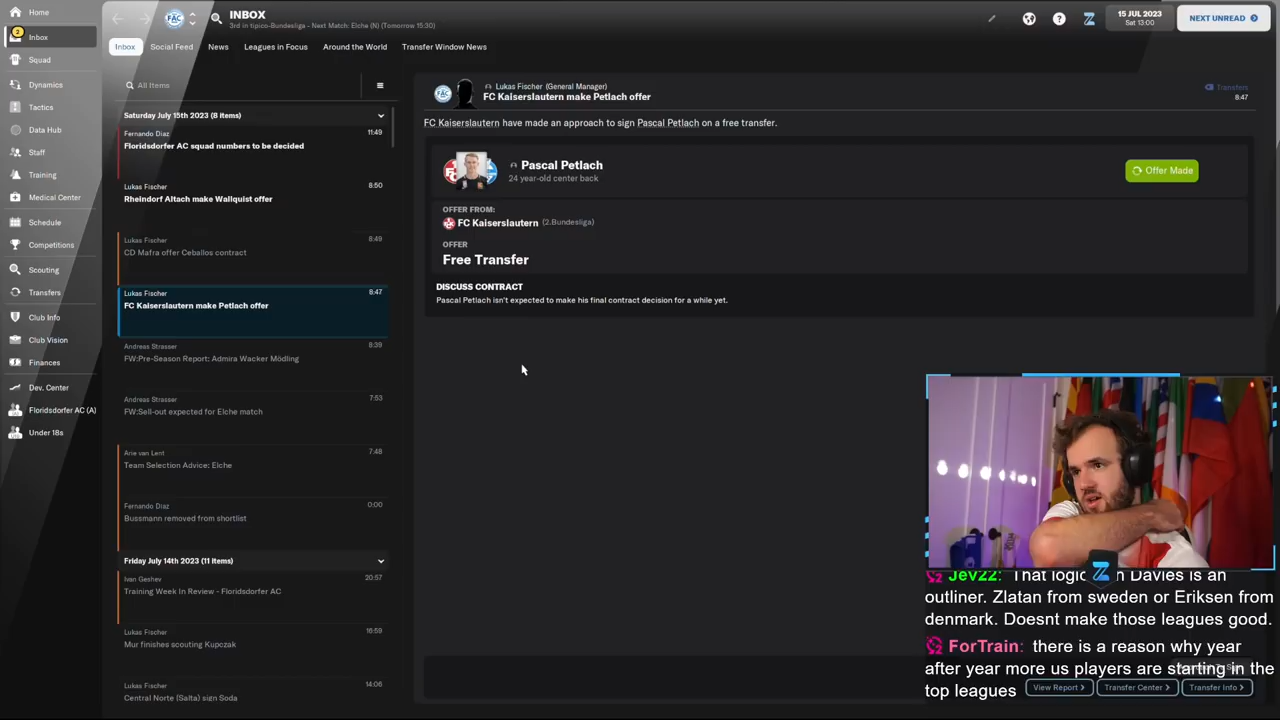 Home
INBOX
3rd in tipico-Bundesliga - Next Match: Elche (N) (Tomorrow 15:30)
15 JUL 2023
Sat 13:00
NEXT UNREAD
2
Inbox
Squad
Dynamics
Tactics
Data Hub
Staff
Training
Medical Center
Schedule
Competitions
Scouting
Transfers
Club Info
Club Vision
Finances
Dev. Center
Floridsdorfer AC (A)
Under 18s
Inbox
Social Feed
News
Leagues in Focus
Around the World
Transfer Window News
All Items
Saturday July 15th 2023 (8 items)
Fernando Diaz
11:49
Floridsdorfer AC squad numbers to be decided
Lukas Fischer
8:50
Rheindorf Altach make Wallquist offer
Lukas Fischer
8:49
CD Mafra offer Ceballos contract
Lukas Fischer
8:47
FC Kaiserslautern make Petlach offer
Andreas Strasser
8:39
FW:Pre-Season Report: Admira Wacker Mödling
Andreas Strasser
7:53
FW:Sell-out expected for Elche match
Arie van Lent
7:48
Team Selection Advice: Elche
Fernando Diaz
0:00
Bussmann removed from shortlist
Friday July 14th 2023 (11 items)
Ivan Geshev
20:57
Training Week In Review - Floridsdorfer AC
Lukas Fischer
16:59
Mur finishes scouting Kupczak
Lukas Fischer
14:06
Central Norte (Salta) sign Soda
Lukas Fischer (General Manager)
FC Kaiserslautern make Petlach offer
Transfers
8:47
FC Kaiserslautern have made an approach to sign Pascal Petlach on a free transfer.
Pascal Petlach
24 year-old center back
Offer Made
OFFER FROM:
FC Kaiserslautern (2.Bundesliga)
OFFER
Free Transfer
DISCUSS CONTRACT
Pascal Petlach isn't expected to make his final contract decision for a while yet.
Jev22: That logic Davies is an
outliner. Zlatan from sweden or Eriksen from
denmark. Doesnt make those leagues good.
ForTrain: there is a reason why year
after year more us players are starting in the
top leagues
View Report
Transfer Center
Transfer Info